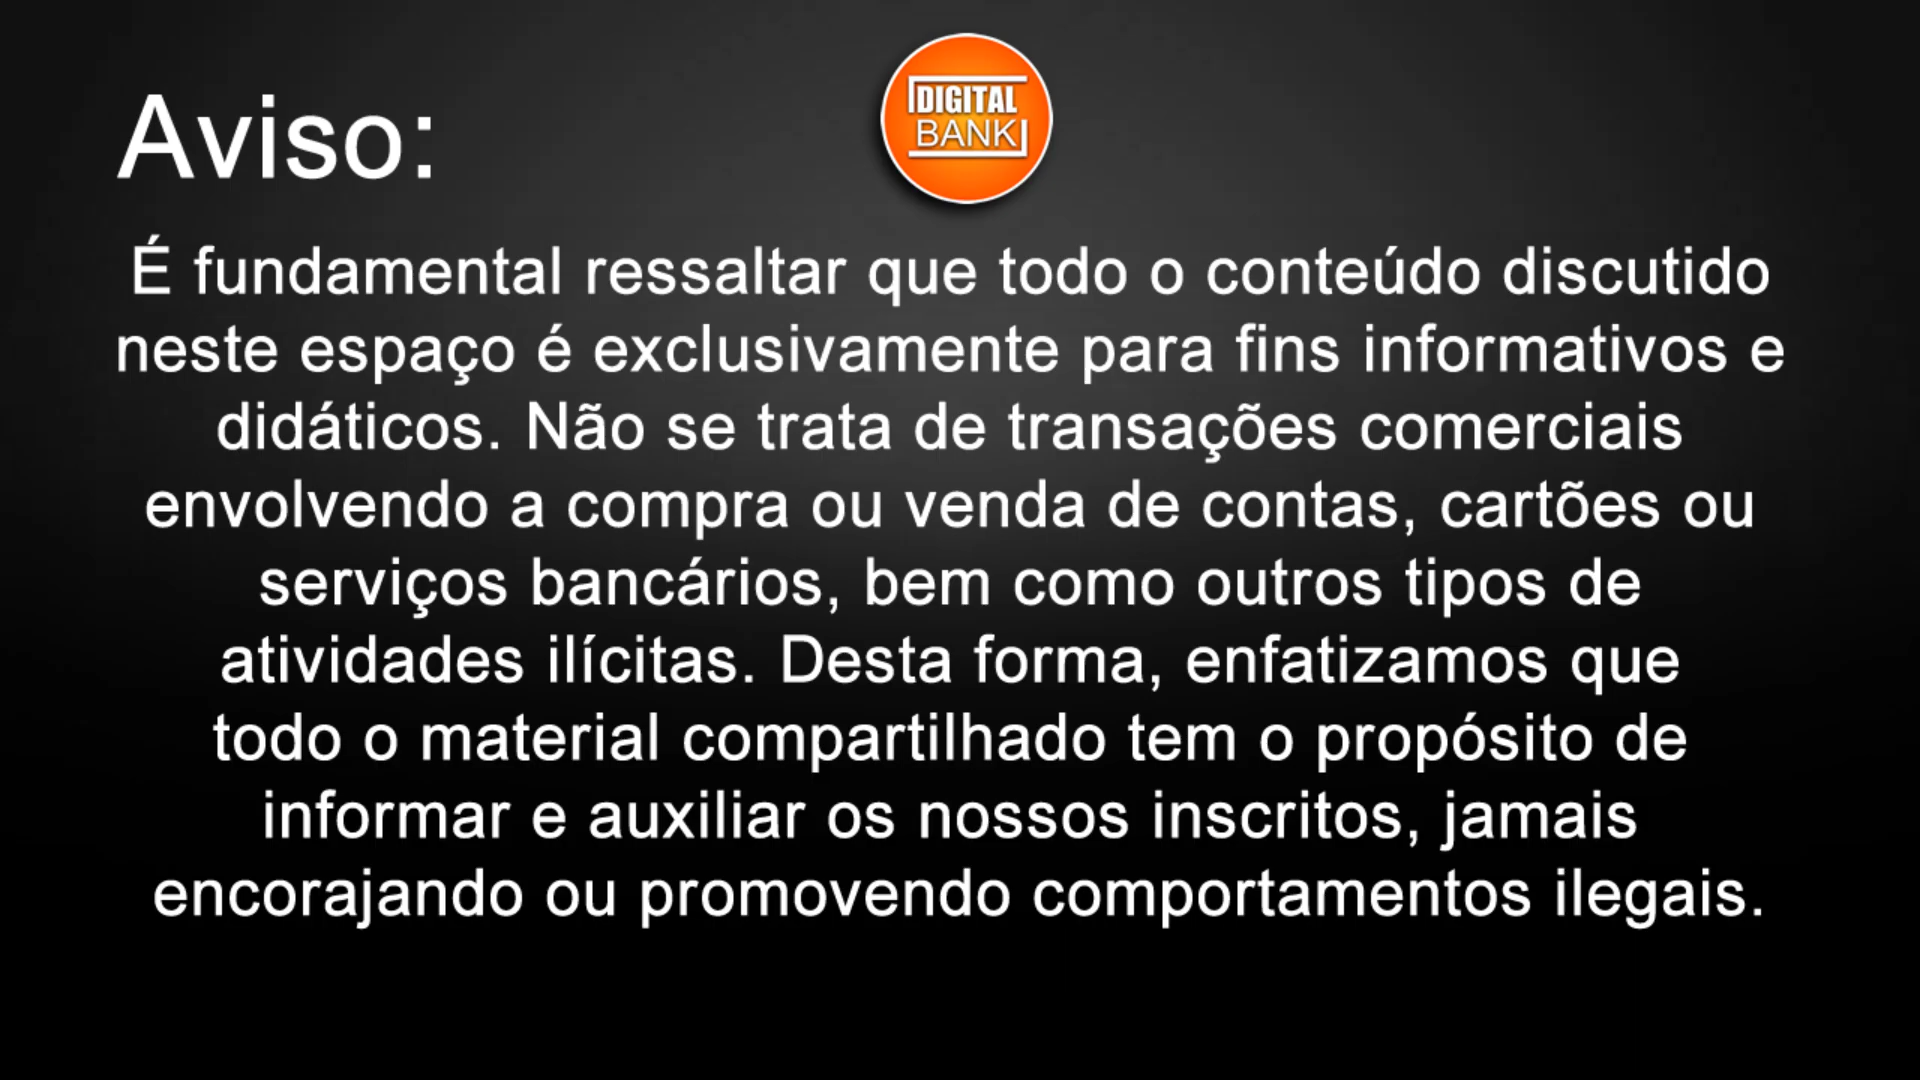 DIGITAL
BANK
Aviso:
É fundamental ressaltar que todo o conteúdo discutido
neste espaço é exclusivamente para fins informativos e
didáticos. Não se trata de transações comerciais
envolvendo a compra ou venda de contas, cartões ou
serviços bancários, bem como outros tipos de
atividades ilícitas. Desta forma, enfatizamos que
todo o material compartilhado tem o propósito de
informar e auxiliar os nossos inscritos, jamais
encorajando ou promovendo comportamentos ilegais.